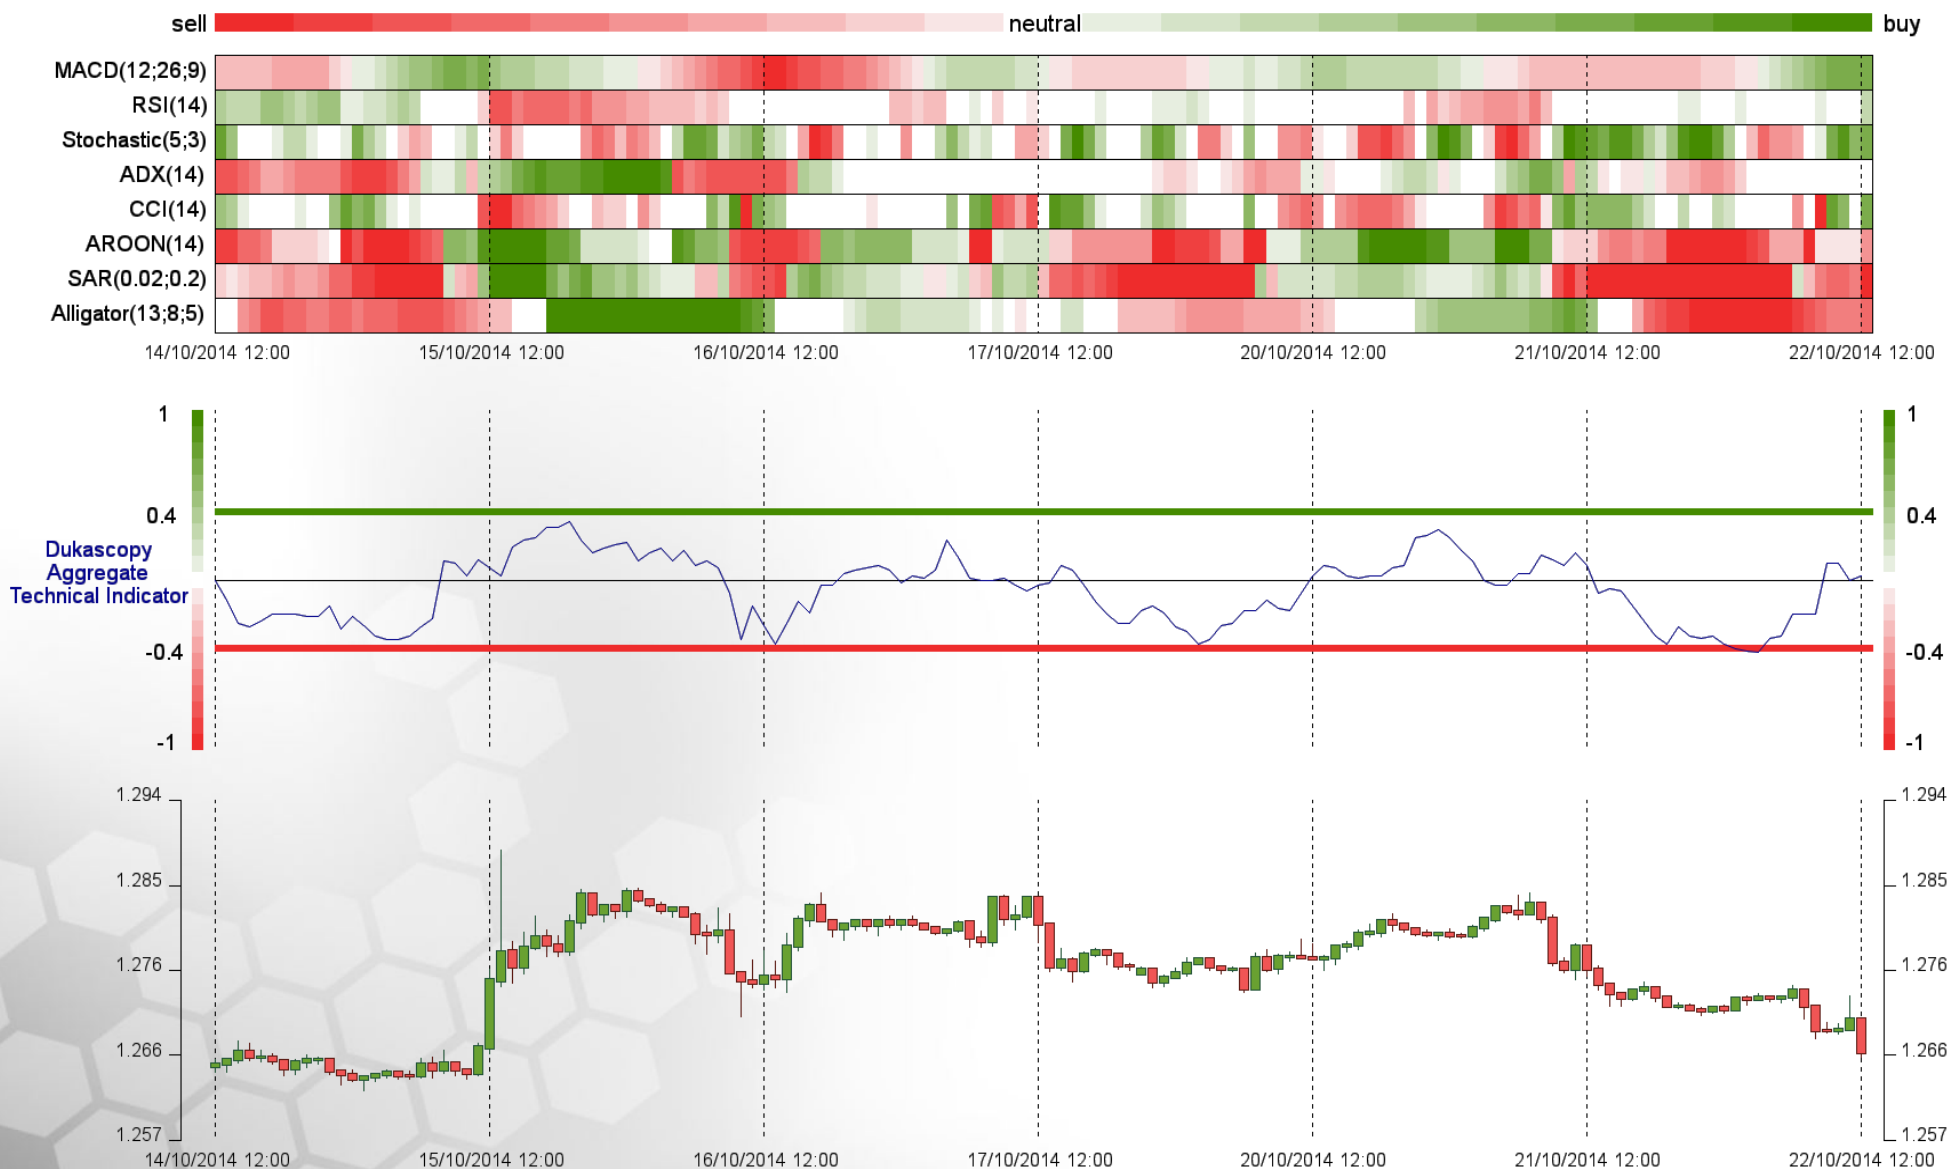 sell neutral buy
MACD(12;26;9)
RSI(14)
Stochastic(5;3)
ADX(14)
CCI(14)
AROON(14)
SAR(0.02;0.2)
Alligator(13;8;5)
14/10/2014 12:00 15/10/2014 12:00 16/10/2014 12:00 17/10/2014 12:00 20/10/2014 12:00 21/10/2014 12:00 22/10/2014 12:00
1 1
0.4 0.4
Dukascopy
Aggregate
Technical Indicator
-0.4 -0.4
-1 -1
1.294 1.294
1.285 1.285
1.276 1.276
1.266 1.266
1.257 1.257
14/10/2014 12:00 15/10/2014 12:00 16/10/2014 12:00 17/10/2014 12:00 20/10/2014 12:00 21/10/2014 12:00 22/10/2014 12:00